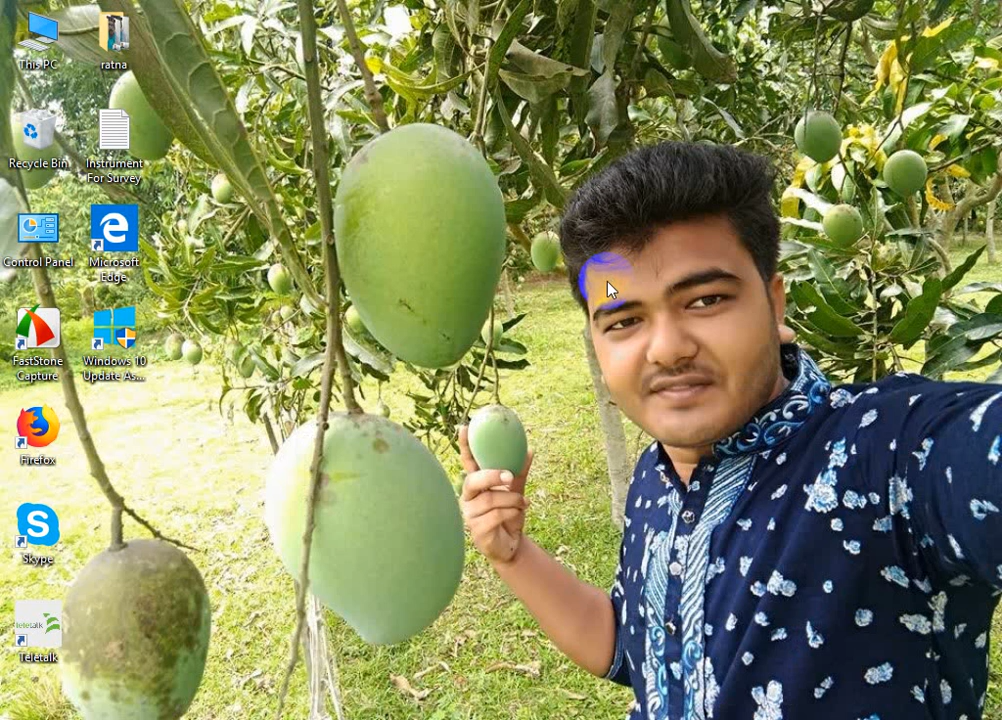 This PC
ratna
Recycle Bin
Instrument
For Survey
Control Panel
Microsoft
Edge
FastStone
Capture
Windows 10
Update As...
Firefox
Skype
Teletalk
Teletalk